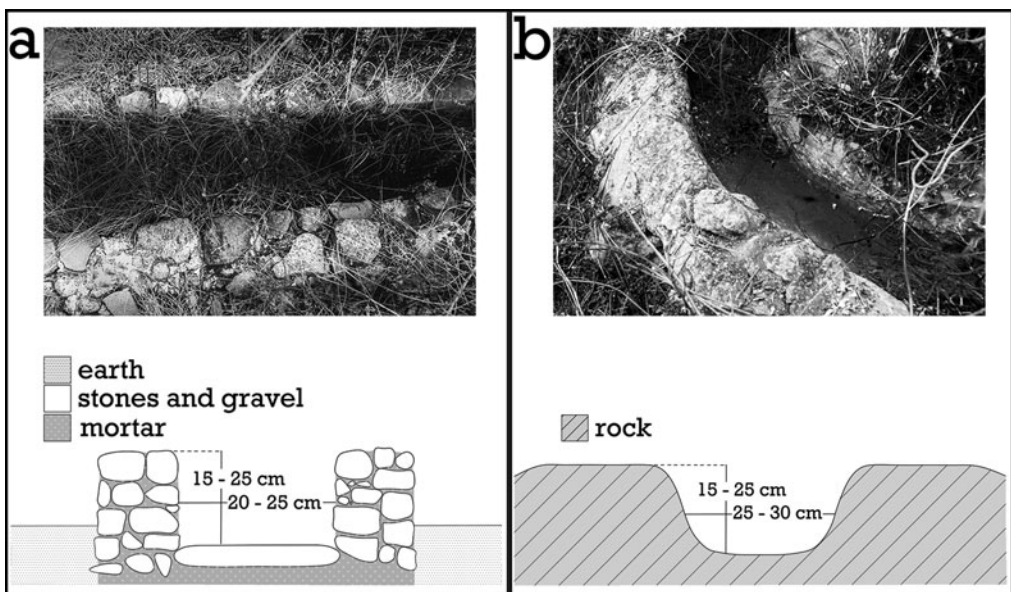 a
earth
stones and gravel
mortar
15 - 25 cm
20 - 25 cm
b
rock
15 - 25 cm
25 - 30 cm